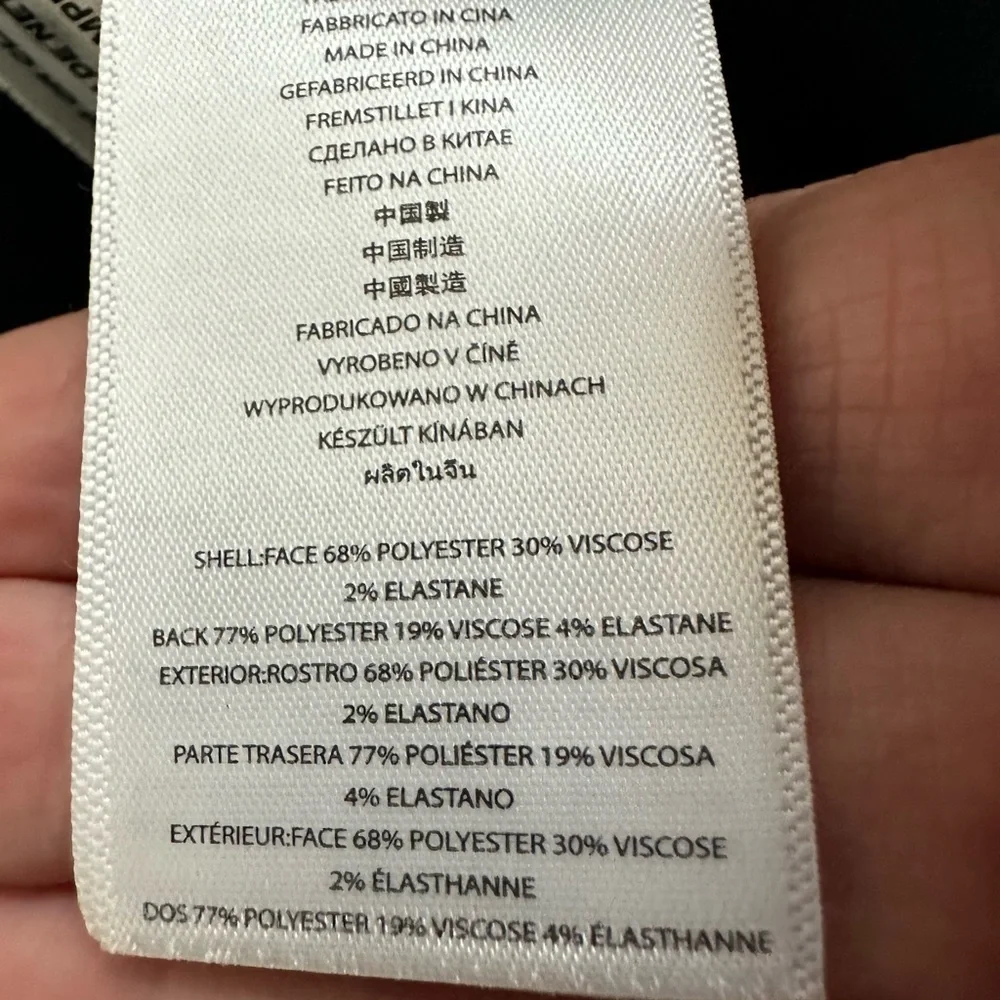 FABBRICATO IN CINA
MADE IN CHINA
GEFABRICEERD IN CHINA
FREMSTILLET I KINA
СДЕЛАНО В КИТАЕ
FEITO NA CHINA
中国製
中国制造
中國製造
FABRICADO NA CHINA
VYROBENO V ČÍNĚ
WYPRODUKOWANO W CHINACH
KÉSZÜLT KÍNÁBAN
ผลิตในจีน
SHELL:FACE 68% POLYESTER 30% VISCOSE
2% ELASTANE
BACK 77% POLYESTER 19% VISCOSE 4% ELASTANE
EXTERIOR:ROSTRO 68% POLIÉSTER 30% VISCOSA
2% ELASTANO
PARTE TRASERA 77% POLIÉSTER 19% VISCOSA
4% ELASTANO
EXTÉRIEUR:FACE 68% POLYESTER 30% VISCOSE
2% ÉLASTHANNE
DOS 77% POLYESTER 19% VISCOSE 4% ÉLASTHANNE